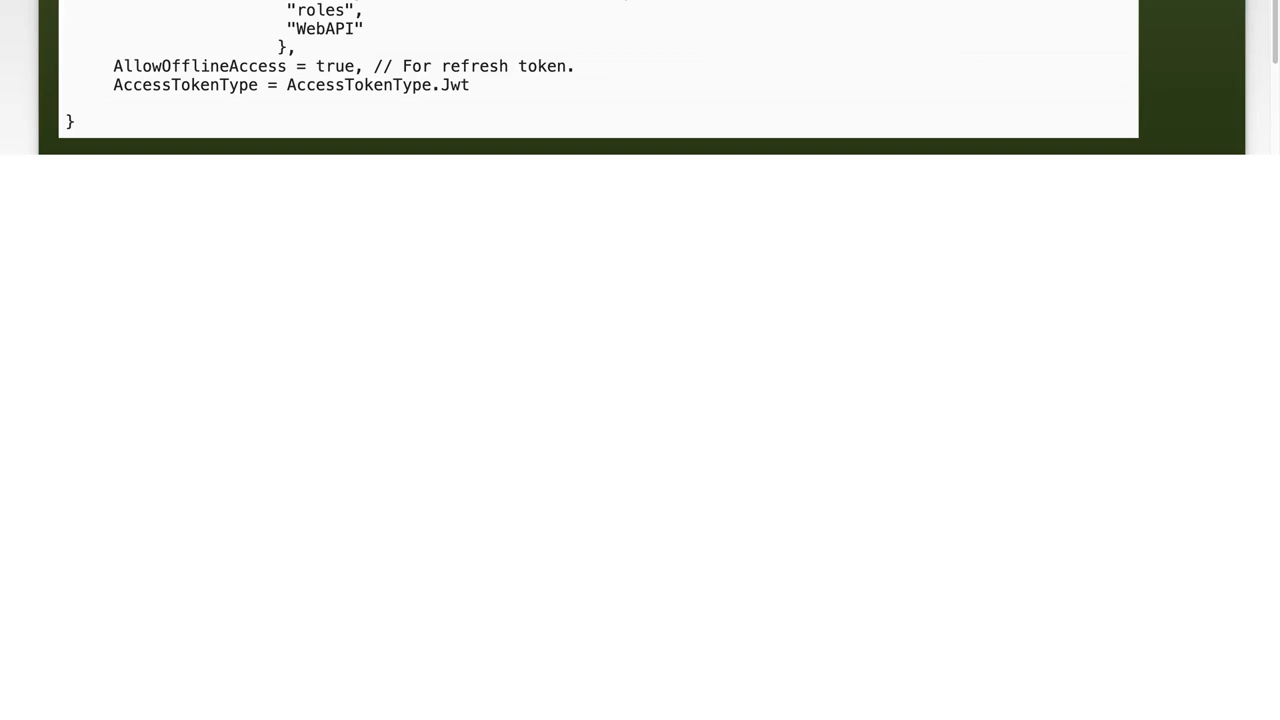 "roles",
"WebAPI"
},
AllowOfflineAccess = true, // For refresh token.
AccessTokenType = AccessTokenType.Jwt
}